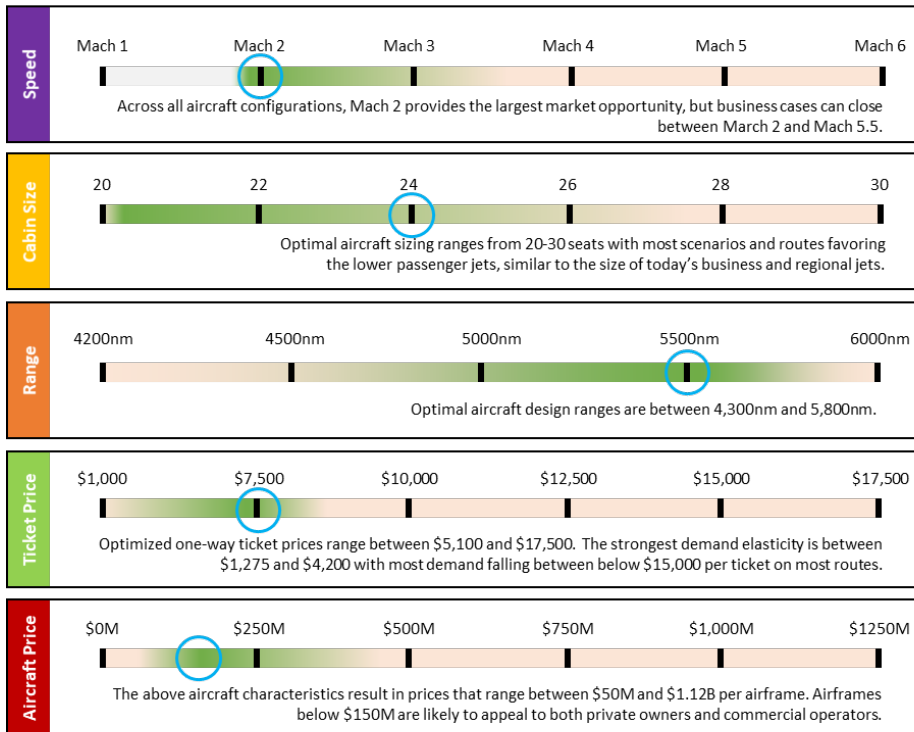 Speed
Mach 1 Mach 2 Mach 3 Mach 4 Mach 5 Mach 6
Across all aircraft configurations, Mach 2 provides the largest market opportunity, but business cases can close
between March 2 and Mach 5.5.
Cabin Size
20 22 24 26 28 30
Optimal aircraft sizing ranges from 20-30 seats with most scenarios and routes favoring
the lower passenger jets, similar to the size of today's business and regional jets.
Range
4200nm 4500nm 5000nm 5500nm 6000nm
Optimal aircraft design ranges are between 4,300nm and 5,800nm.
Ticket Price
$1,000 $7,500 $10,000 $12,500 $15,000 $17,500
Optimized one-way ticket prices range between $5,100 and $17,500. The strongest demand elasticity is between
$1,275 and $4,200 with most demand falling between below $15,000 per ticket on most routes.
Aircraft Price
$0M $250M $500M $750M $1,000M $1250M
The above aircraft characteristics result in prices that range between $50M and $1.12B per airframe. Airframes
below $150M are likely to appeal to both private owners and commercial operators.